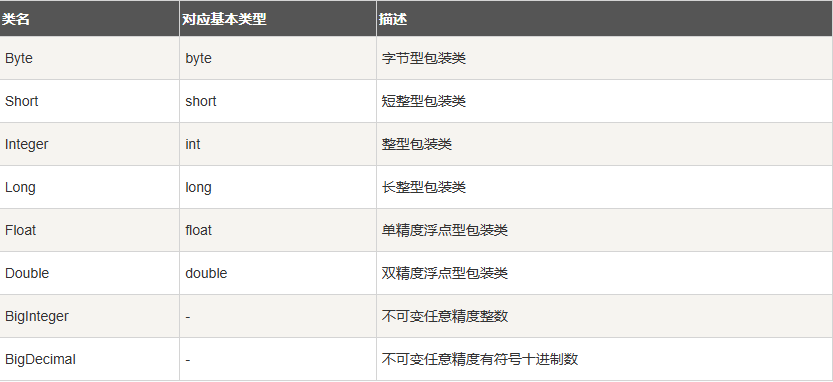 类名 对应基本类型 描述
Byte byte 字节型包装类
Short short 短整型包装类
Integer int 整型包装类
Long long 长整型包装类
Float float 单精度浮点型包装类
Double double 双精度浮点型包装类
BigInteger - 不可变任意精度整数
BigDecimal - 不可变任意精度有符号十进制数